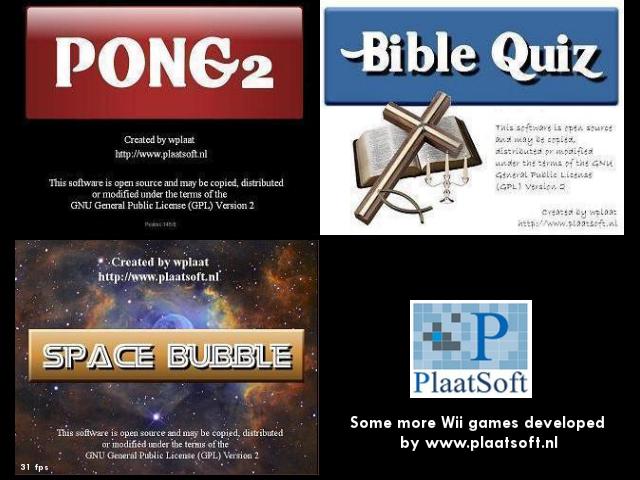 PONG2
Created by wplaat
http://www.plaatsoft.nl
This software is open source and may be copied, distributed
or modified under the terms of the
GNU General Public License (GPL) Version 2
Bible Quiz
This software is open source
and may be copied,
distributed or modified
under the terms of the GNU
General Public License
(GPL) Version 2
Created by wplaat
http://www.plaatsoft.nl
Created by wplaat
http://www.plaatsoft.nl
SPACE BUBBLE
This software is open source and may be copied, distributed
or modified under the terms of the
GNU General Public License (GPL) Version 2
31 fps
P
PlaatSoft
Some more Wii games developed
by www.plaatsoft.nl